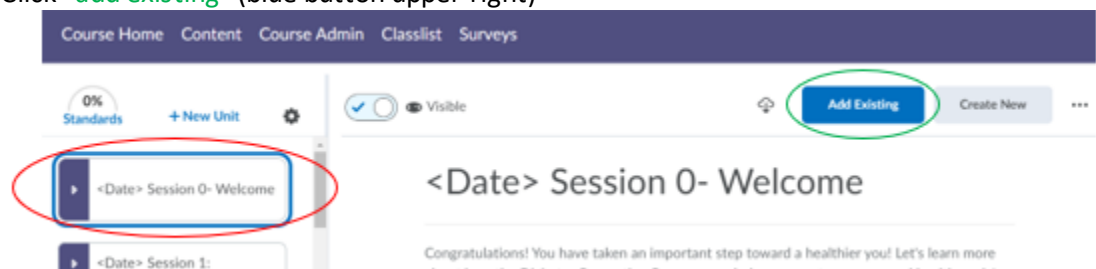 Click "add existing" (blue button upper right)
Course Home Content Course Admin Classlist Surveys
0%
Standards
+ New Unit
Visible
Add Existing
Create New
<Date> Session 0- Welcome
<Date> Session 0- Welcome
<Date> Session 1:
Congratulations! You have taken an important step toward a healthier you! Let's learn more